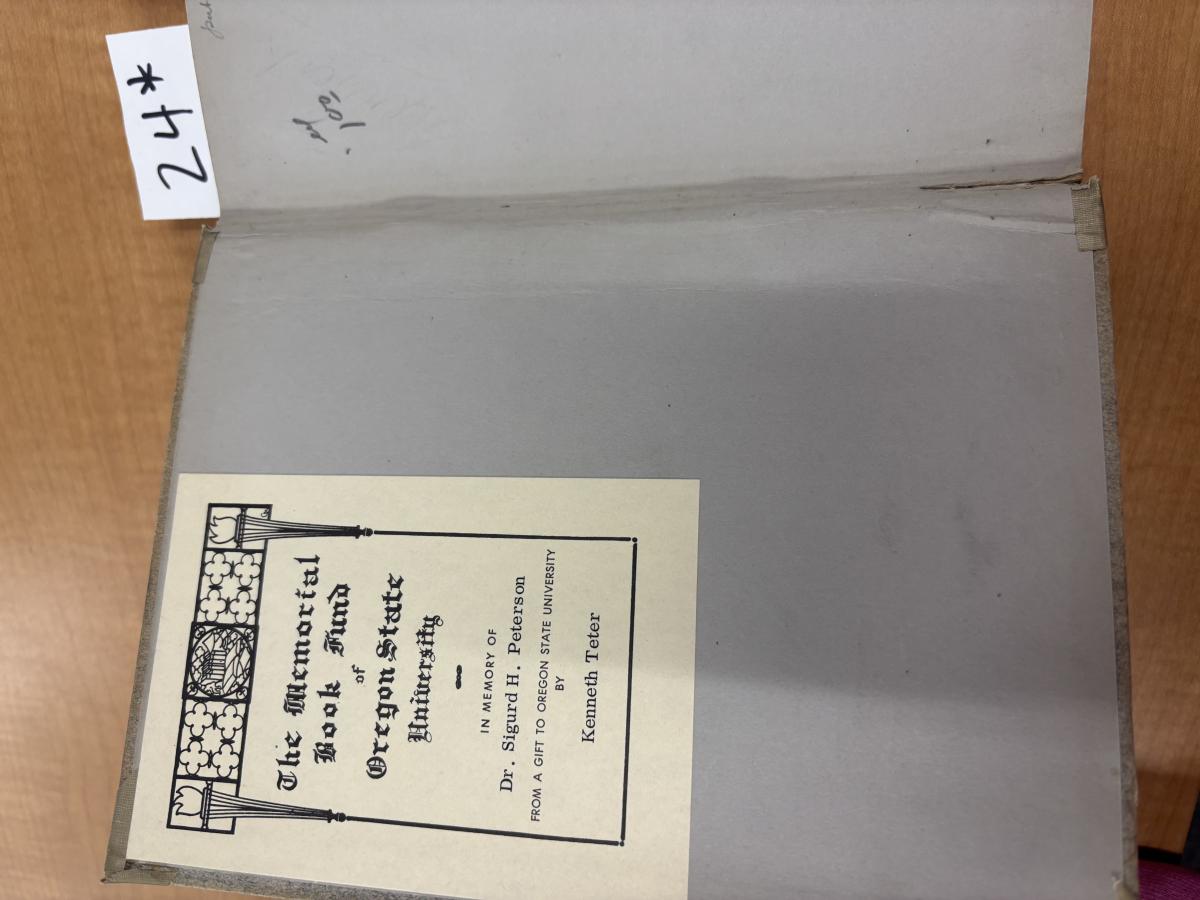 24*
The Memorial
Book Fund
of
Oregon State
University
IN MEMORY OF
Dr. Sigurd H. Peterson
FROM A GIFT TO OREGON STATE UNIVERSITY
BY
Kenneth Teter